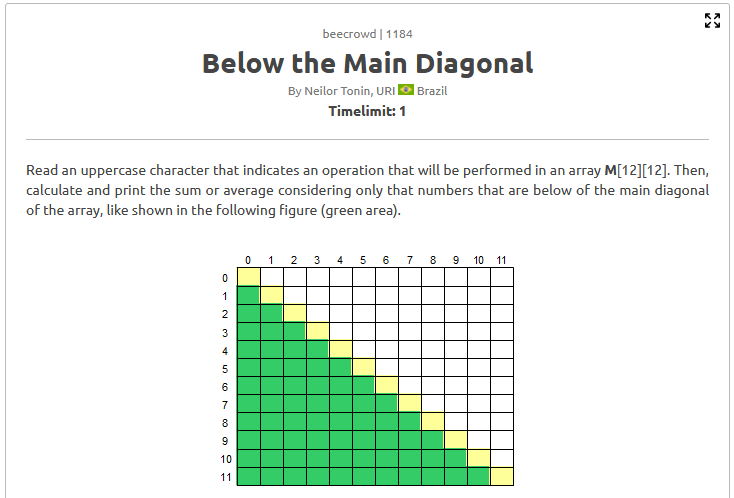 beecrowd | 1184
Below the Main Diagonal
By Neilor Tonin, URI Brazil
Timelimit: 1
Read an uppercase character that indicates an operation that will be performed in an array M[12][12]. Then,
calculate and print the sum or average considering only that numbers that are below of the main diagonal
of the array, like shown in the following figure (green area).
0 1 2 3 4 5 6 7 8 9 10 11
0
1
2
3
4
5
6
7
8
9
10
11